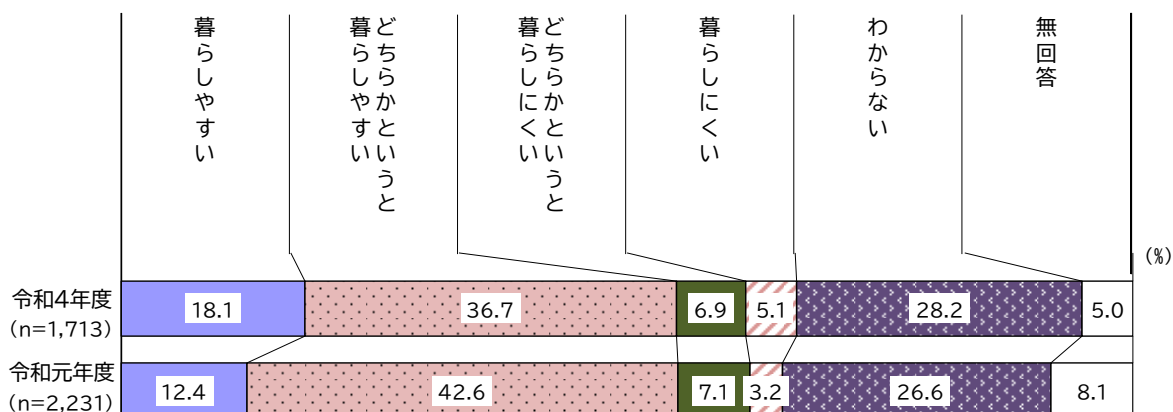 暮らしやすい
どちらかというと
暮らしやすい
どちらかというと
暮らしにくい
暮らしにくい
わからない
無回答
(%)
令和4年度
(n=1,713)
18.1
36.7
6.9
5.1
28.2
5.0
令和元年度
(n=2,231)
12.4
42.6
7.1
3.2
26.6
8.1